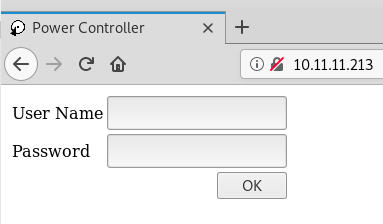 Power Controller
10.11.11.213
User Name
Password
OK